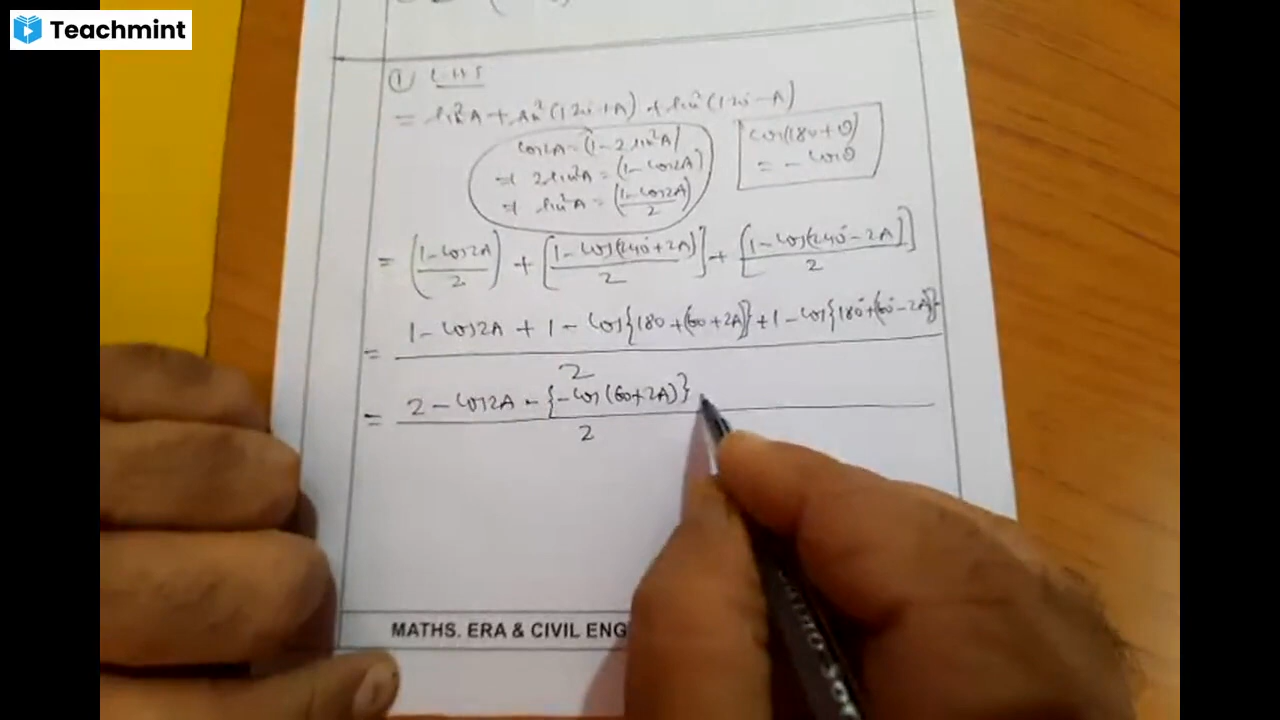 Teachmint
① LHS
= sin²A + sin²(120°+A) + sin²(120°-A)
cos2A = (1-2sin²A)
⇒ 2sin²A = (1-cos2A)
⇒ sin²A = (1-cos2A)/2
cos(180+θ)
= -cosθ
= (1-cos2A)/2 + [1-cos(240°+2A)]/2 + [1-cos(240°-2A)]/2
= 1-cos2A + 1-cos{180+(60+2A)} + 1-cos{180°+(60°-2A)} / 2
= 2-cos2A-{-cos(60+2A)} / 2
MATHS. ERA & CIVIL ENG